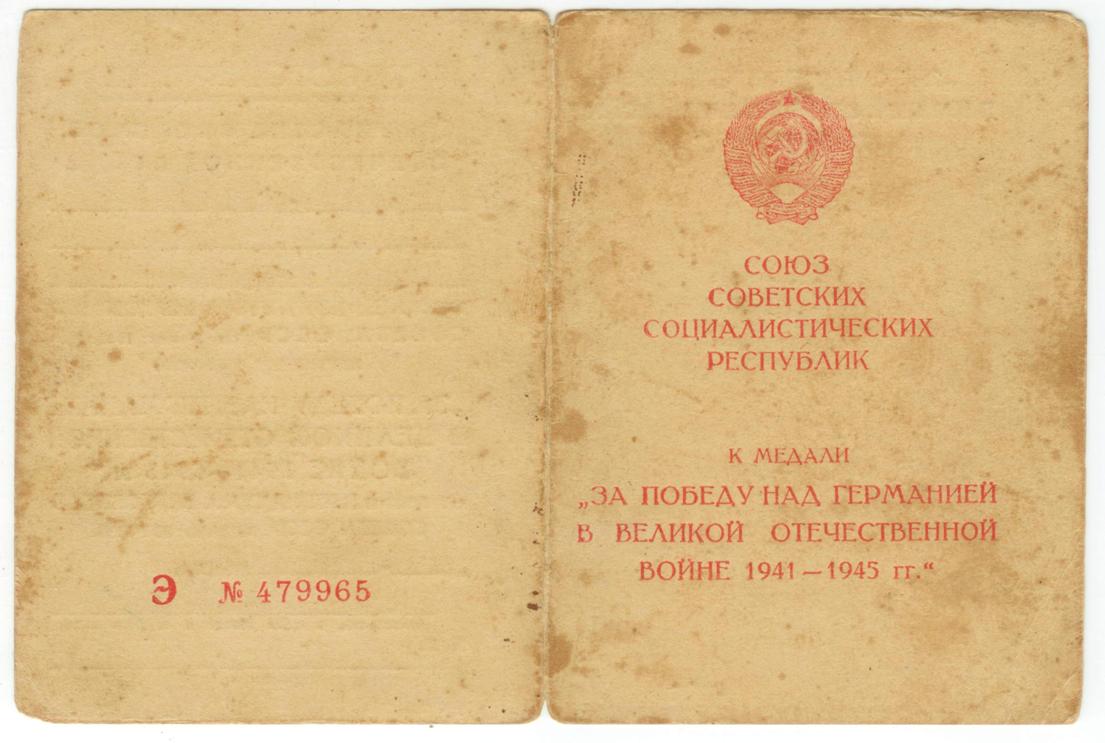 Э № 479965
СОЮЗ
СОВЕТСКИХ
СОЦИАЛИСТИЧЕСКИХ
РЕСПУБЛИК
К МЕДАЛИ
„ЗА ПОБЕДУ НАД ГЕРМАНИЕЙ
В ВЕЛИКОЙ ОТЕЧЕСТВЕННОЙ
ВОЙНЕ 1941—1945 гг.“